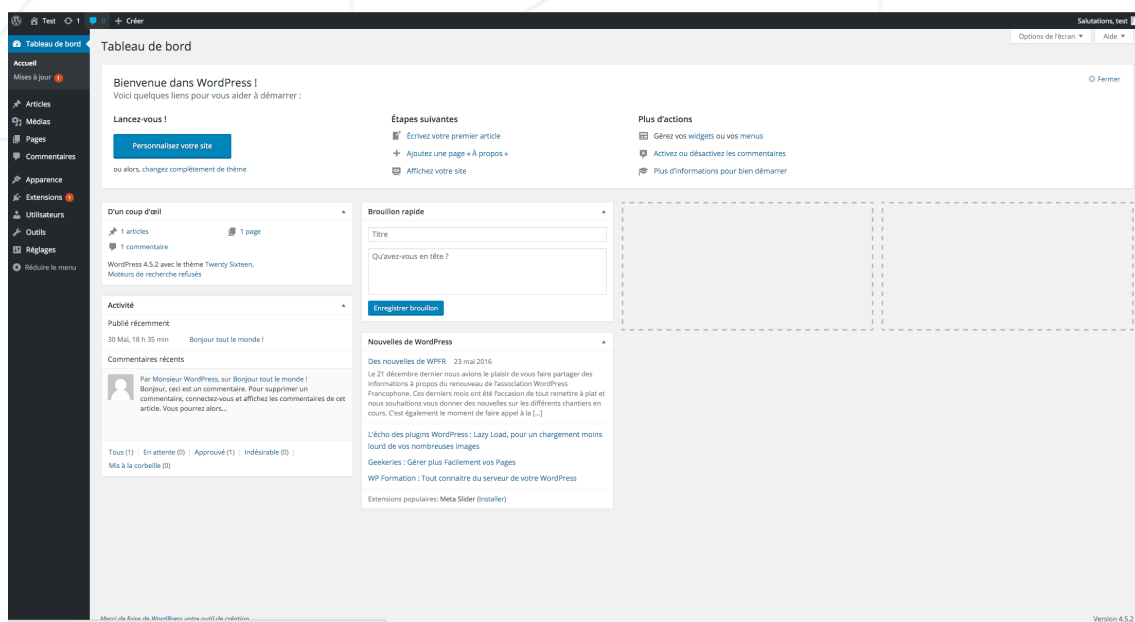 Test 1 0 + Créer
Salutations, test
Tableau de bord
Accueil
Mises à jour 1
Articles
Médias
Pages
Commentaires
Apparence
Extensions 1
Utilisateurs
Outils
Réglages
Réduire le menu
Tableau de bord
Options de l'écran ▼
Aide ▼
Bienvenue dans WordPress !
Fermer
Voici quelques liens pour vous aider à démarrer :
Lancez-vous !
Personnalisez votre site
ou alors, changez complètement de thème
Étapes suivantes
Écrivez votre premier article
Ajoutez une page « À propos »
Affichez votre site
Plus d'actions
Gérez vos widgets ou vos menus
Activez ou désactivez les commentaires
Plus d'informations pour bien démarrer
D'un coup d'œil
1 articles
1 page
1 commentaire
WordPress 4.5.2 avec le thème Twenty Sixteen.
Moteurs de recherche refusés
Activité
Publié récemment
30 Mai, 18 h 35 min Bonjour tout le monde !
Commentaires récents
Par Monsieur WordPress, sur Bonjour tout le monde !
Bonjour, ceci est un commentaire. Pour supprimer un
commentaire, connectez-vous et affichez les commentaires de cet
article. Vous pourrez alors...
Tous (1) | En attente (0) | Approuvé (1) | Indésirable (0) |
Mis à la corbeille (0)
Brouillon rapide
Titre
Qu'avez-vous en tête ?
Enregistrer brouillon
Nouvelles de WordPress
Des nouvelles de WPFR 23 mai 2016
Le 21 décembre dernier nous avions le plaisir de vous faire partager des
informations à propos du renouveau de l'association WordPress
Francophone. Ces derniers mois ont été l'occasion de tout remettre à plat et
nous souhaitions vous donner des nouvelles sur les différents chantiers en
cours. C'est également le moment de faire appel à la [...]
L'écho des plugins WordPress : Lazy Load, pour un chargement moins
lourd de vos nombreuses images
Geekeries : Gérer plus Facilement vos Pages
WP Formation : Tout connaitre du serveur de votre WordPress
Extensions populaires: Meta Slider (Installer)
Merci de faire de WordPress votre outil de création.
Version 4.5.2